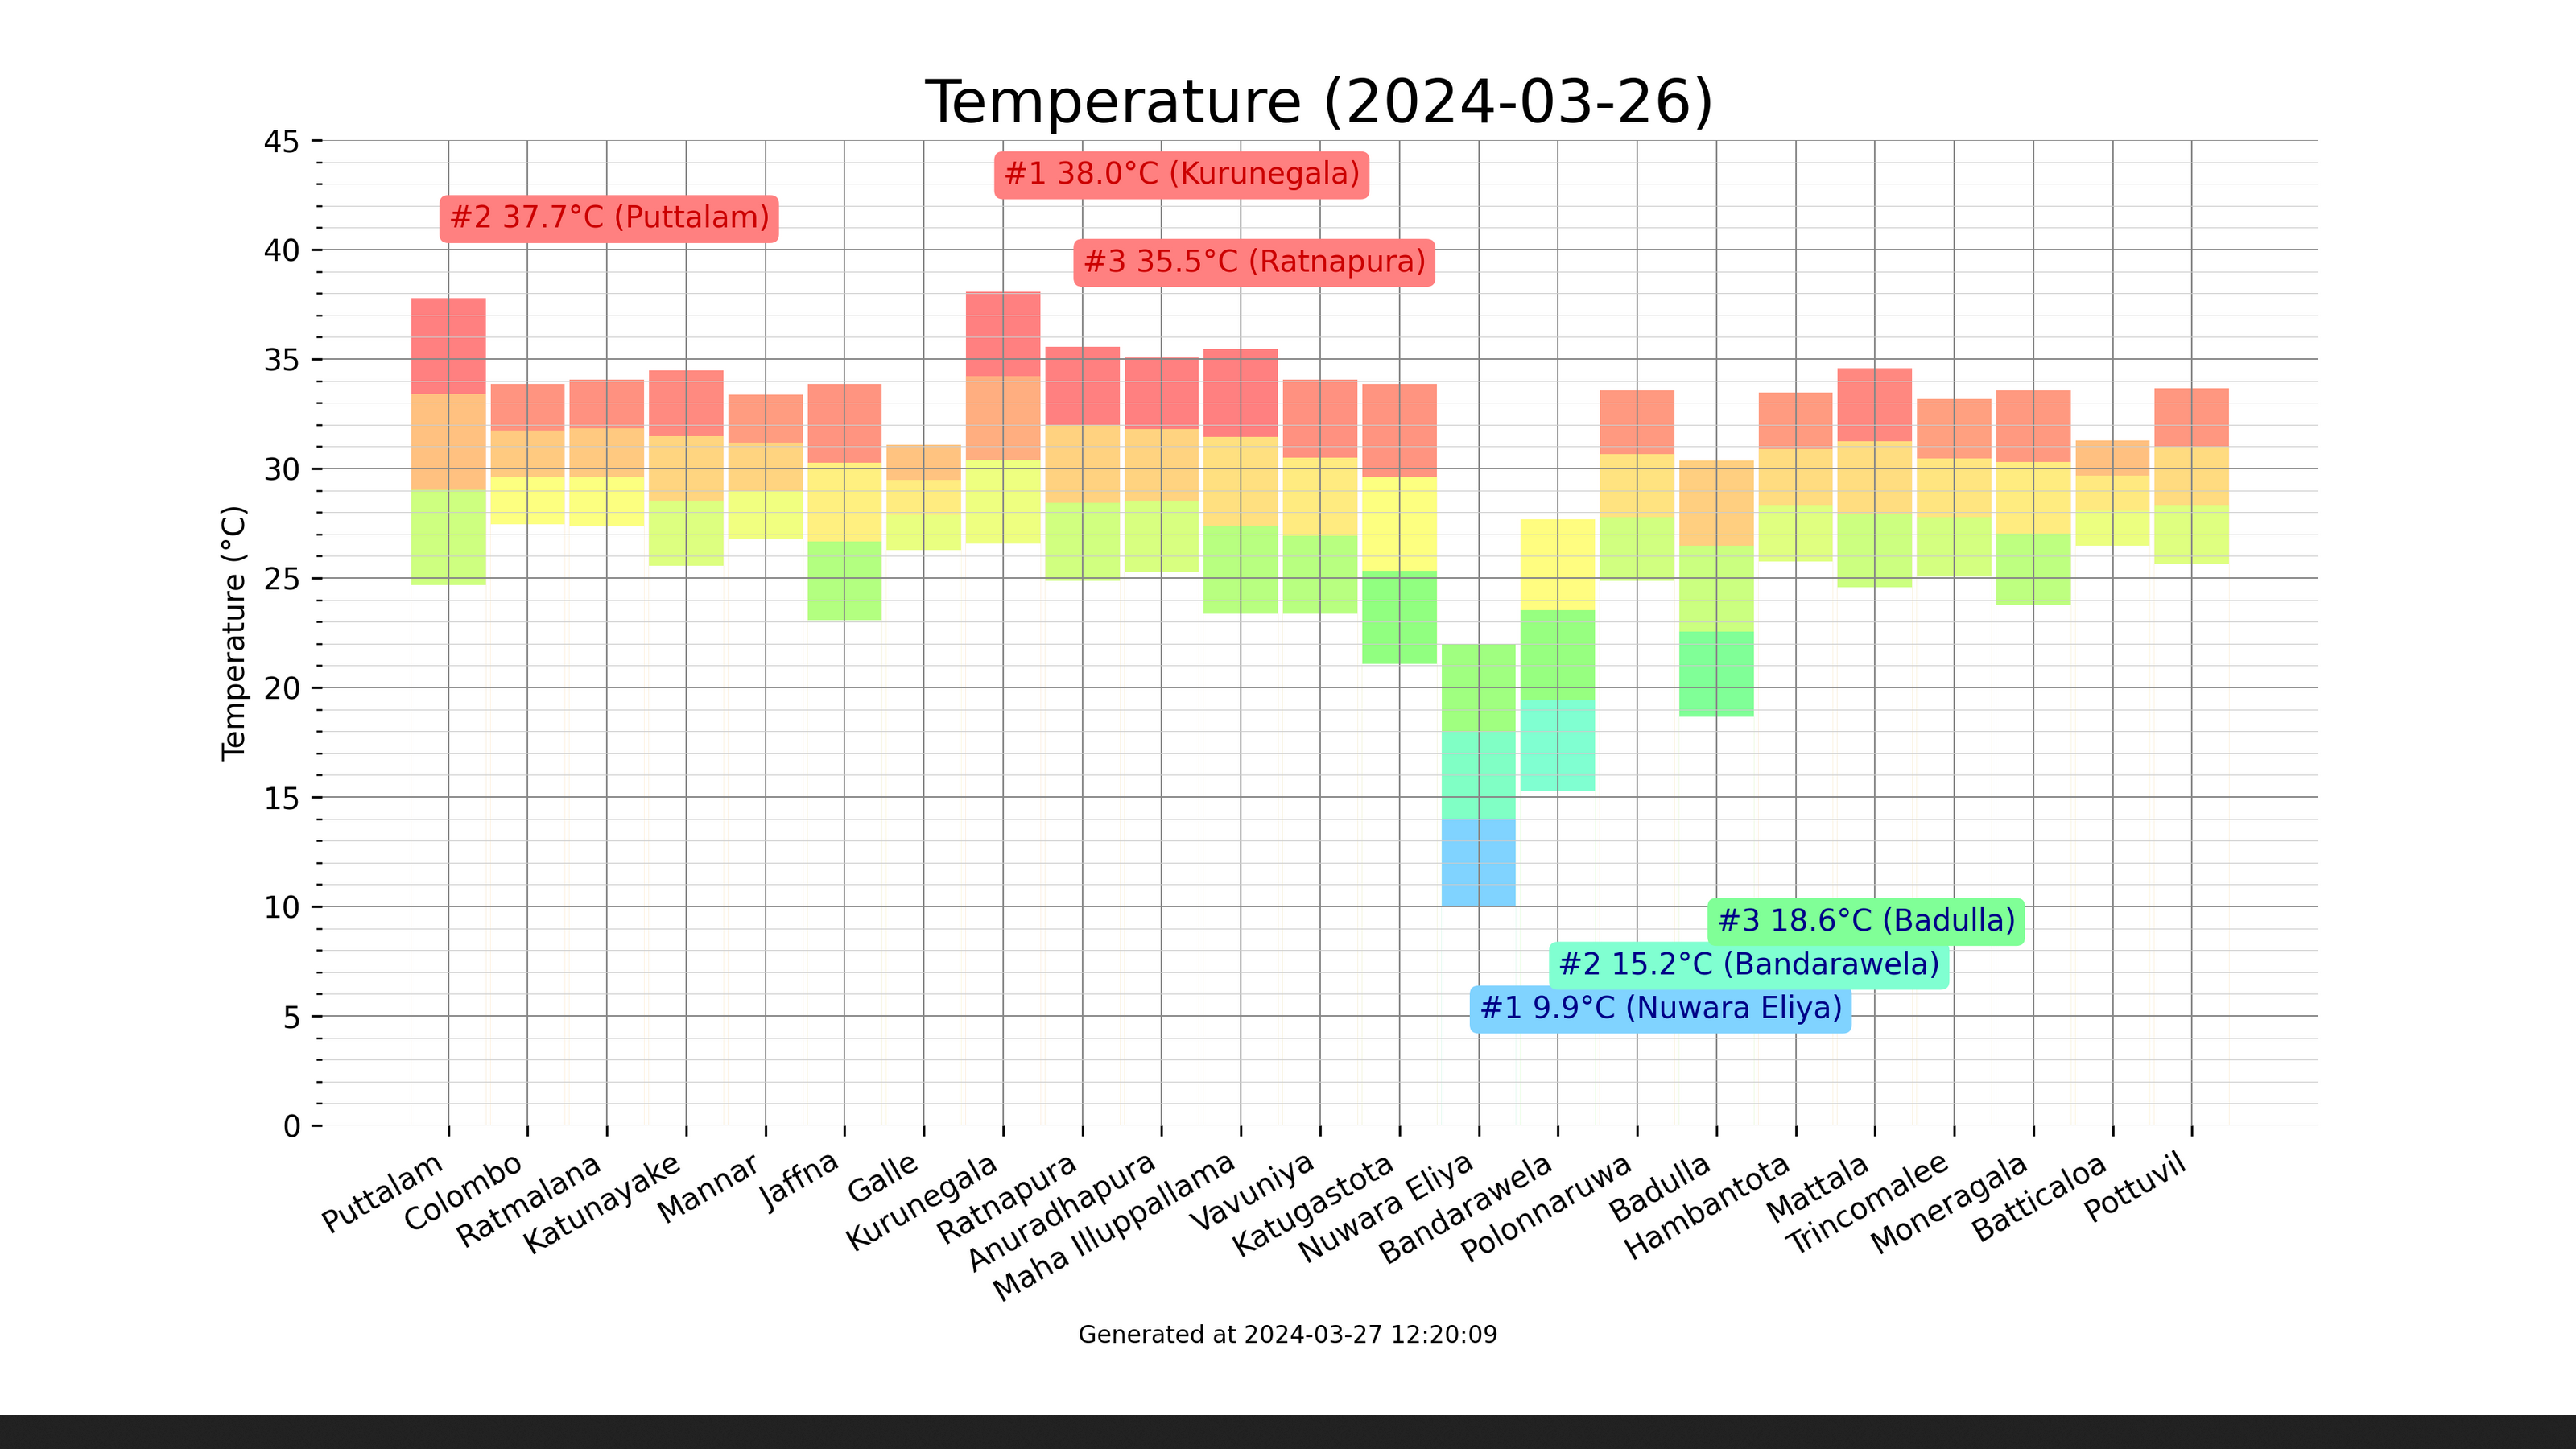 Temperature (2024-03-26)
45
#1 38.0°C (Kurunegala)
#2 37.7°C (Puttalam)
40
#3 35.5°C (Ratnapura)
35
30
25
Temperature (°C)
20
15
10
#3 18.6°C (Badulla)
#2 15.2°C (Bandarawela)
5
#1 9.9°C (Nuwara Eliya)
0
Puttalam
Colombo
Ratmalana
Katunayake
Mannar
Jaffna
Galle
Kurunegala
Ratnapura
Anuradhapura
Maha Illuppallama
Vavuniya
Katugastota
Nuwara Eliya
Bandarawela
Polonnaruwa
Badulla
Hambantota
Mattala
Trincomalee
Moneragala
Batticaloa
Pottuvil
Generated at 2024-03-27 12:20:09